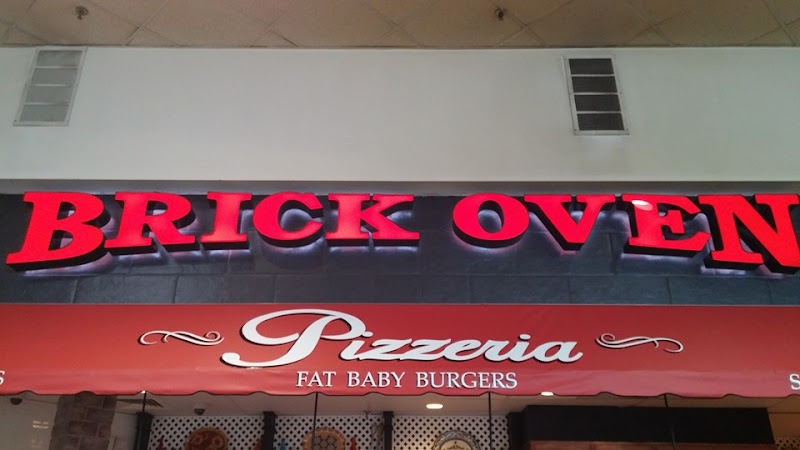 BRICK OVEN
Pizzeria
FAT BABY BURGERS